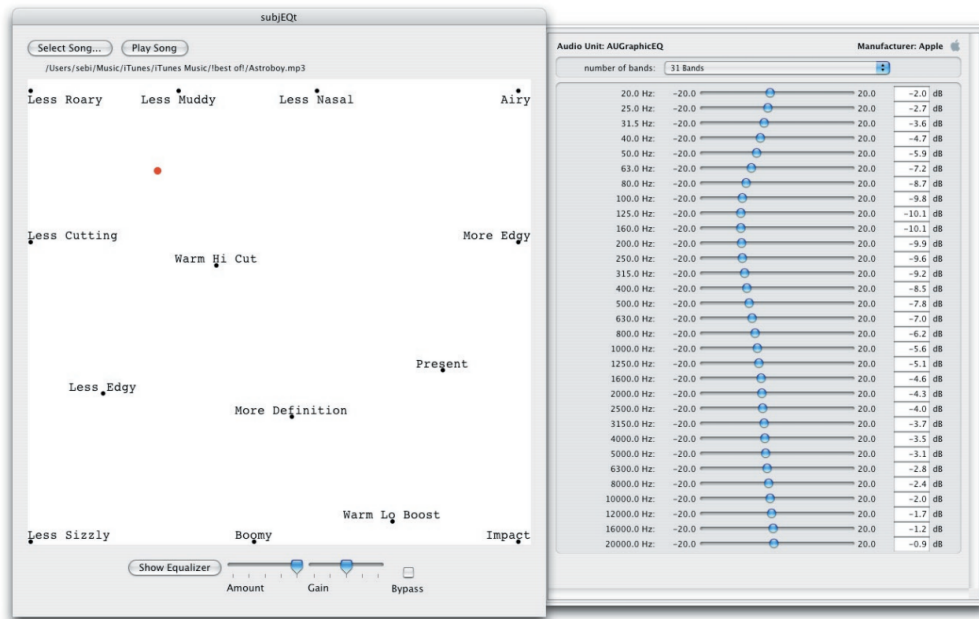 subjEQt
Select Song... Play Song
/Users/sebi/Music/iTunes/iTunes Music/!best of!/Astroboy.mp3
Less Roary Less Muddy Less Nasal Airy
Less Cutting More Edgy
Warm Hi Cut
Present
Less Edgy
More Definition
Warm Lo Boost
Less Sizzly Boomy Impact
Show Equalizer
Amount Gain Bypass
Audio Unit: AUGraphicEQ Manufacturer: Apple
number of bands: 31 Bands
20.0 Hz: -20.0 20.0 -2.0 dB
25.0 Hz: -20.0 20.0 -2.7 dB
31.5 Hz: -20.0 20.0 -3.6 dB
40.0 Hz: -20.0 20.0 -4.7 dB
50.0 Hz: -20.0 20.0 -5.9 dB
63.0 Hz: -20.0 20.0 -7.2 dB
80.0 Hz: -20.0 20.0 -8.7 dB
100.0 Hz: -20.0 20.0 -9.8 dB
125.0 Hz: -20.0 20.0 -10.1 dB
160.0 Hz: -20.0 20.0 -10.1 dB
200.0 Hz: -20.0 20.0 -9.9 dB
250.0 Hz: -20.0 20.0 -9.6 dB
315.0 Hz: -20.0 20.0 -9.2 dB
400.0 Hz: -20.0 20.0 -8.5 dB
500.0 Hz: -20.0 20.0 -7.8 dB
630.0 Hz: -20.0 20.0 -7.0 dB
800.0 Hz: -20.0 20.0 -6.2 dB
1000.0 Hz: -20.0 20.0 -5.6 dB
1250.0 Hz: -20.0 20.0 -5.1 dB
1600.0 Hz: -20.0 20.0 -4.6 dB
2000.0 Hz: -20.0 20.0 -4.3 dB
2500.0 Hz: -20.0 20.0 -4.0 dB
3150.0 Hz: -20.0 20.0 -3.7 dB
4000.0 Hz: -20.0 20.0 -3.5 dB
5000.0 Hz: -20.0 20.0 -3.1 dB
6300.0 Hz: -20.0 20.0 -2.8 dB
8000.0 Hz: -20.0 20.0 -2.4 dB
10000.0 Hz: -20.0 20.0 -2.0 dB
12000.0 Hz: -20.0 20.0 -1.7 dB
16000.0 Hz: -20.0 20.0 -1.2 dB
20000.0 Hz: -20.0 20.0 -0.9 dB